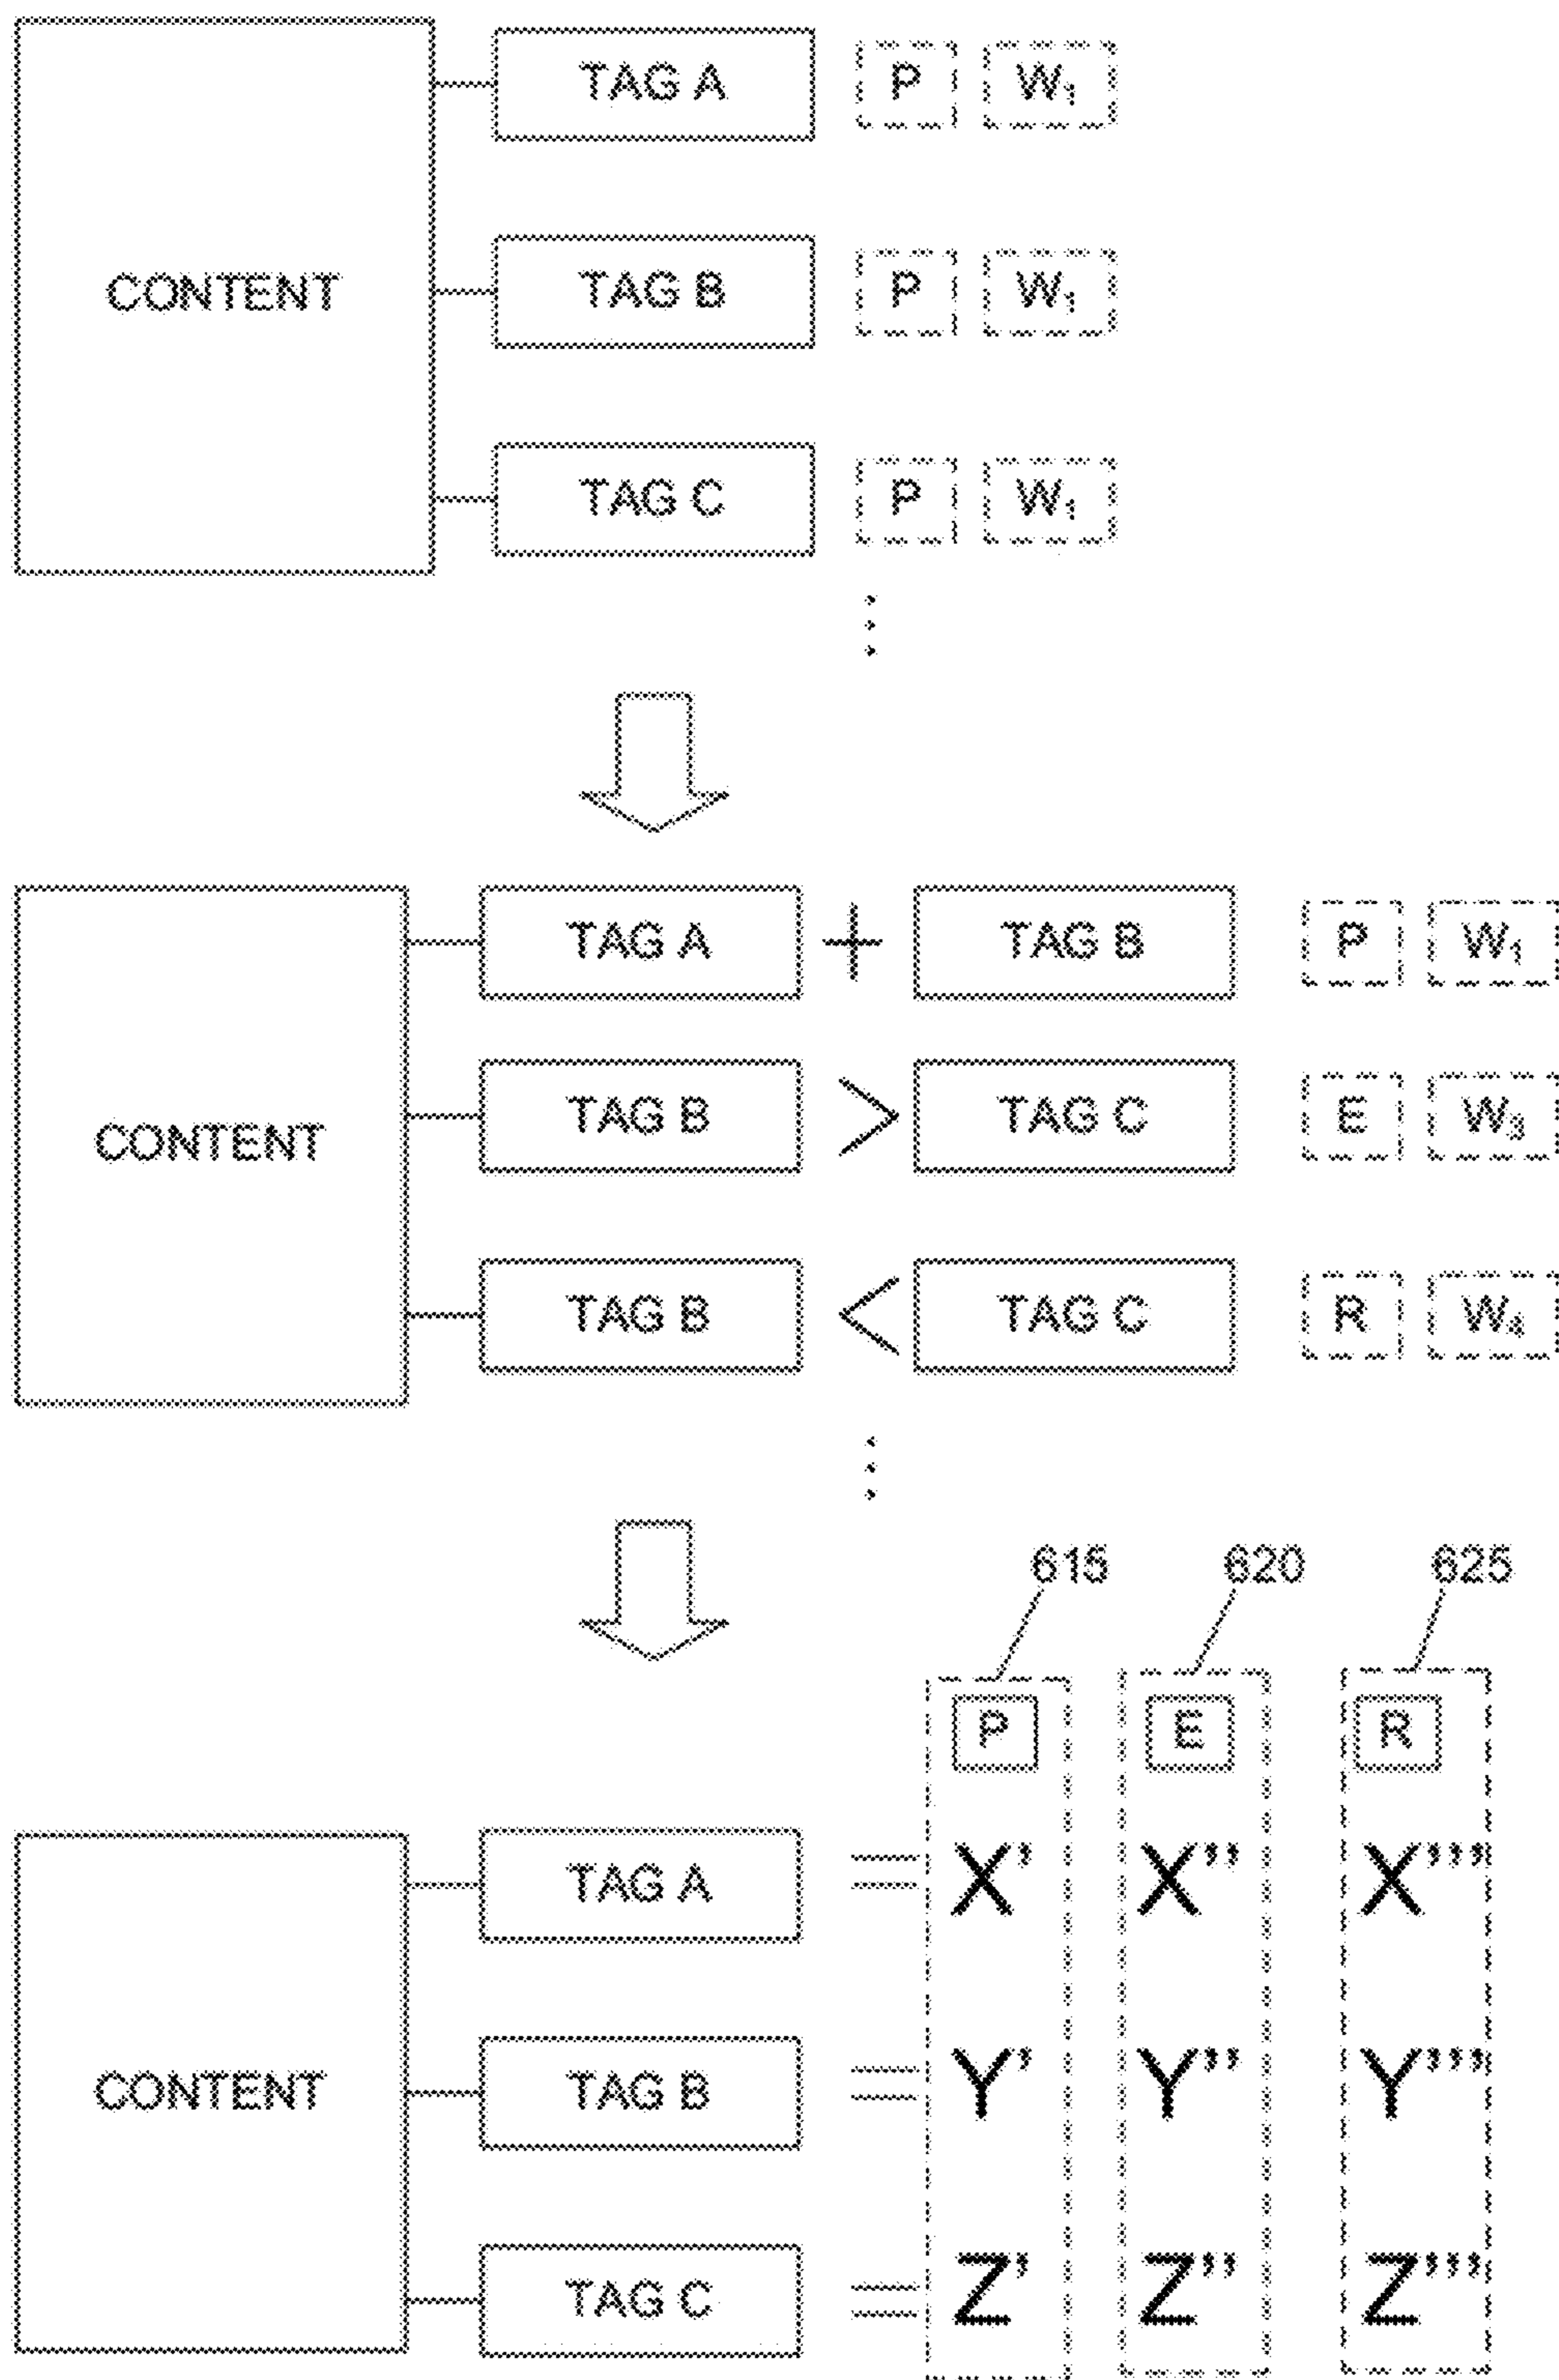 TAG A P W₁
CONTENT TAG B P W₁
TAG C P W₁
TAG A + TAG B P W₁
TAG B > TAG C E W₃
CONTENT
TAG B < TAG C R W₄
615 620 625
P E R
TAG A = X' X'' X'''
CONTENT TAG B = Y' Y'' Y'''
TAG C = Z' Z'' Z'''